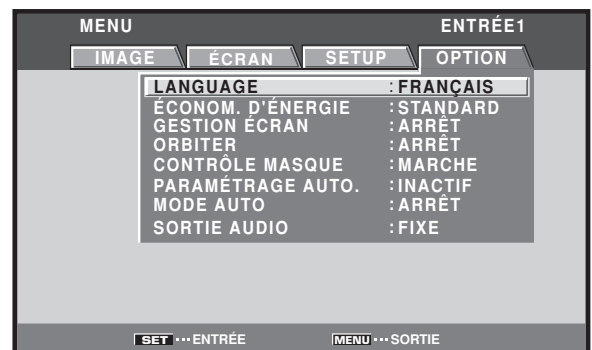 MENU ENTRÉE1
IMAGE ÉCRAN SETUP OPTION
LANGUAGE :FRANÇAIS
ÉCONOM. D'ÉNERGIE :STANDARD
GESTION ÉCRAN :ARRÊT
ORBITER :ARRÊT
CONTRÔLE MASQUE :MARCHE
PARAMÉTRAGE AUTO. :INACTIF
MODE AUTO :ARRÊT
SORTIE AUDIO :FIXE
SET ···ENTRÉE MENU ···SORTIE